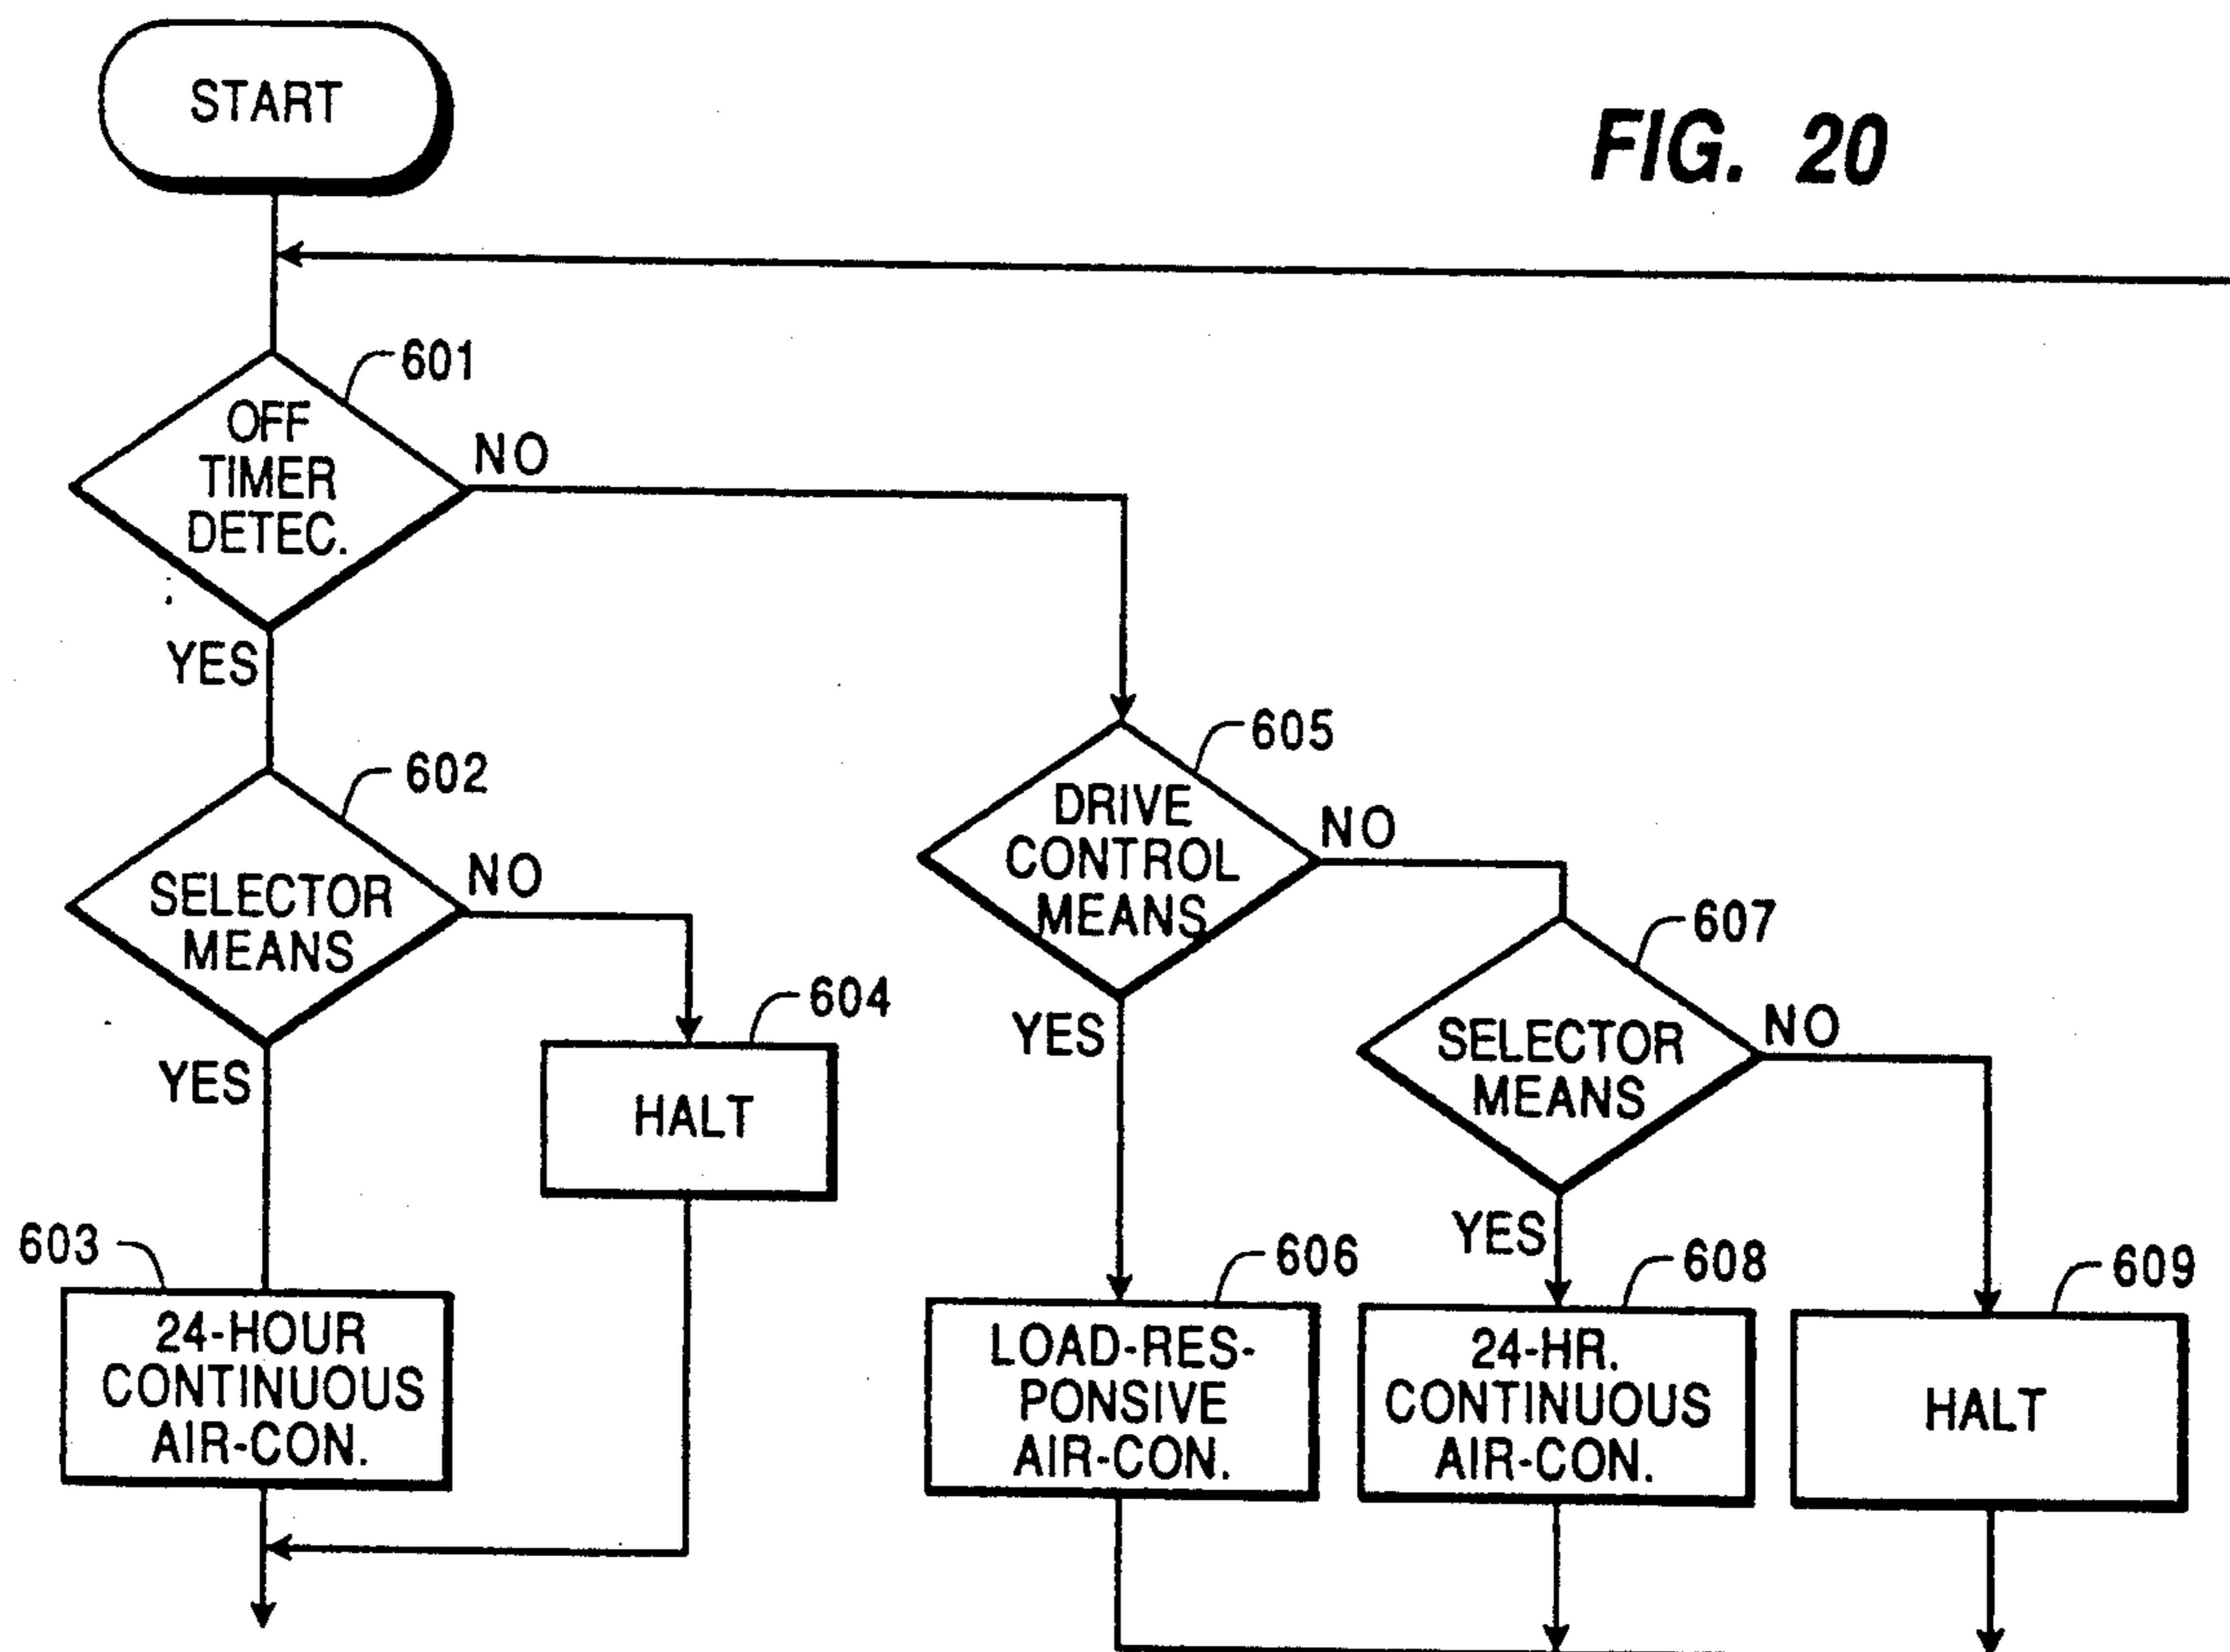 START
FIG. 20
601
OFF
TIMER
DETEC.
NO
YES
602
SELECTOR
MEANS
NO
YES
604
HALT
603
24-HOUR
CONTINUOUS
AIR-CON.
605
DRIVE
CONTROL
MEANS
NO
YES
607
SELECTOR
MEANS
NO
YES
606
LOAD-RES-
PONSIVE
AIR-CON.
608
24-HR.
CONTINUOUS
AIR-CON.
609
HALT